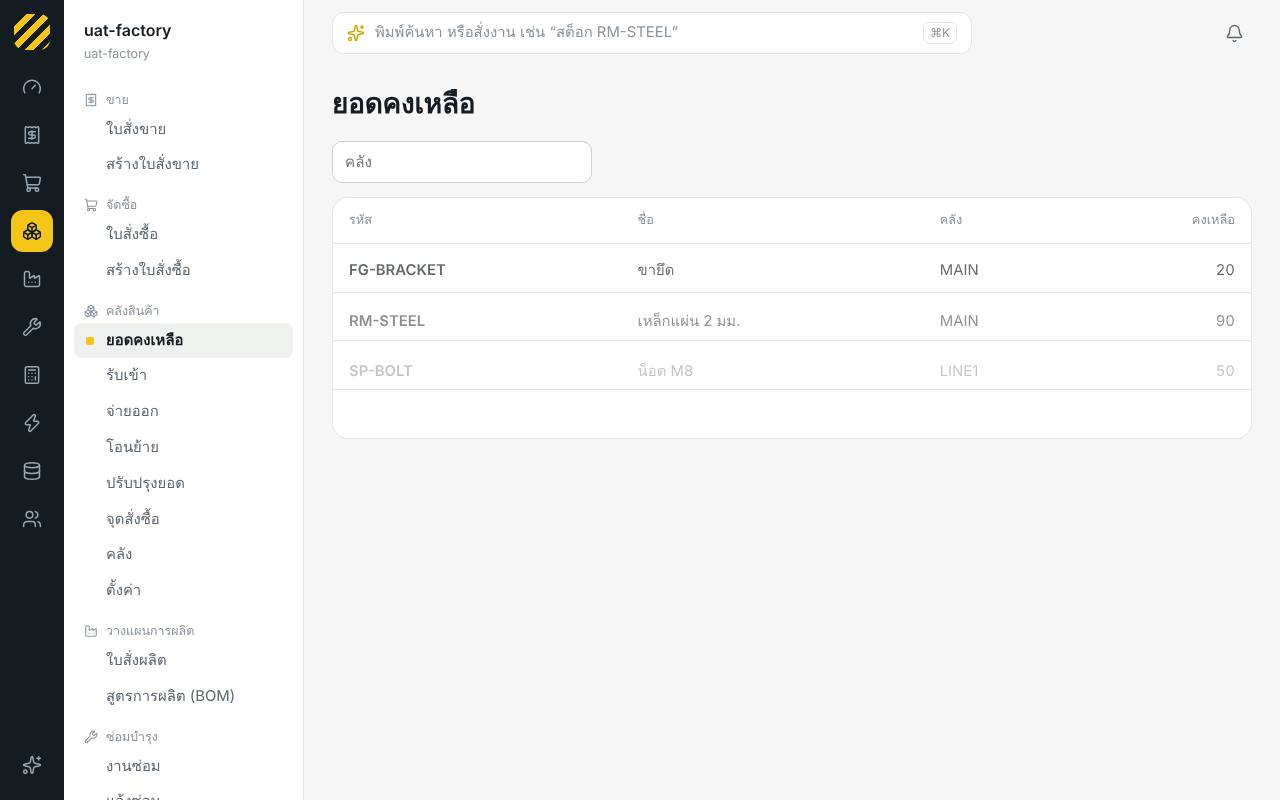 uat-factory
uat-factory
ขาย
ใบสั่งขาย
สร้างใบสั่งขาย
จัดซื้อ
ใบสั่งซื้อ
สร้างใบสั่งซื้อ
คลังสินค้า
ยอดคงเหลือ
รับเข้า
จ่ายออก
โอนย้าย
ปรับปรุงยอด
จุดสั่งซื้อ
คลัง
ตั้งค่า
วางแผนการผลิต
ใบสั่งผลิต
สูตรการผลิต (BOM)
ซ่อมบำรุง
งานซ่อม
พิมพ์ค้นหา หรือสั่งงาน เช่น “สต็อก RM-STEEL” ⌘K
ยอดคงเหลือ
คลัง
รหัส ชื่อ คลัง คงเหลือ
FG-BRACKET ขายึด MAIN 20
RM-STEEL เหล็กแผ่น 2 มม. MAIN 90
SP-BOLT น็อต M8 LINE1 50